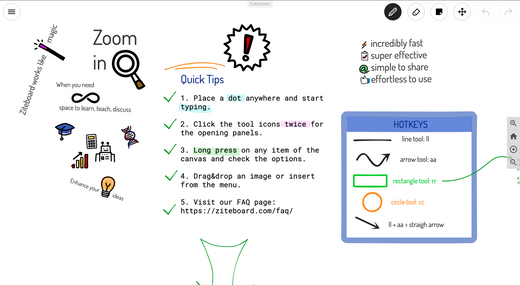 Ziteboard works like magic
Zoom
in
When you need
space to learn, teach, discuss
Enhance your ideas
Quick Tips
1. Place a dot anywhere and start
typing.
2. Click the tool icons twice for
the opening panels.
3. Long press on any item of the
canvas and check the options.
4. Drag&drop an image or insert
from the menu.
5. Visit our FAQ page:
https://ziteboard.com/faq/
incredibly fast
super effective
simple to share
effortless to use
HOTKEYS
line tool: ll
arrow tool: aa
rectangle tool: rr
circle tool: cc
ll + aa = straigh arrow